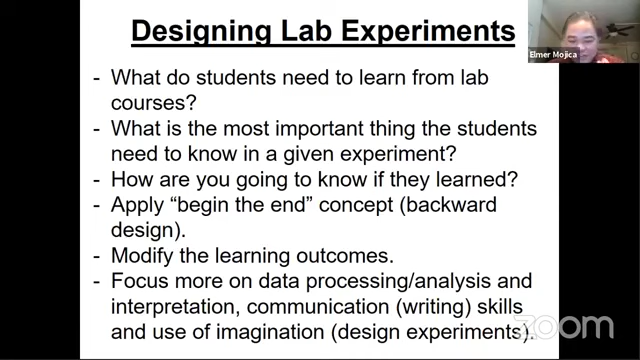 Designing Lab Experiments
Elmer Mojica
- What do students need to learn from lab
courses?
- What is the most important thing the students
need to know in a given experiment?
- How are you going to know if they learned?
- Apply “begin the end” concept (backward
design).
- Modify the learning outcomes.
- Focus more on data processing/analysis and
interpretation, communication (writing) skills
and use of imagination (design experiments).
zoom